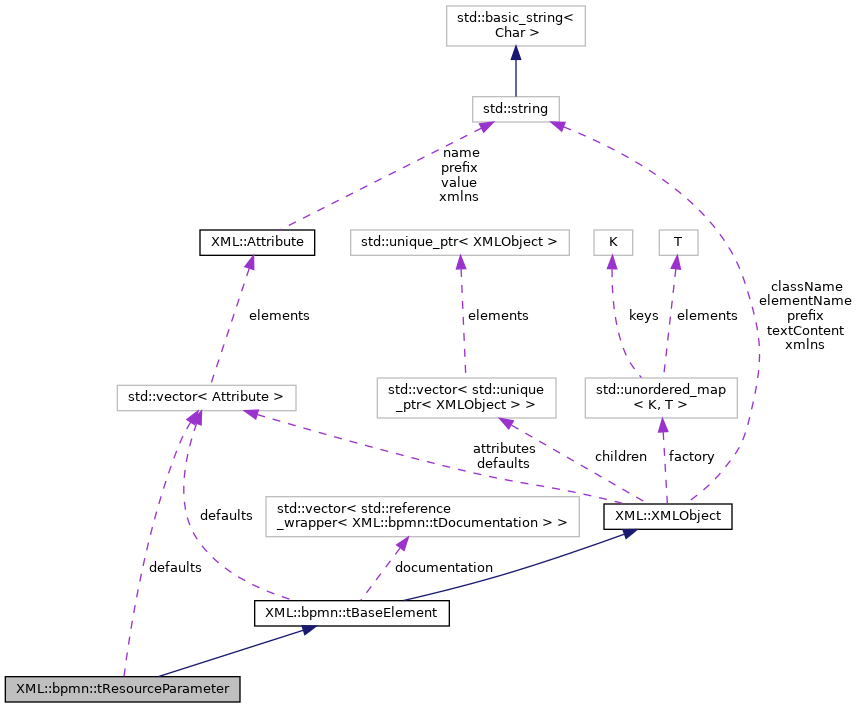 std::basic_string<
Char >
std::string
name
prefix
value
xmlns
XML::Attribute
std::unique_ptr< XMLObject >
K
T
className
elementName
prefix
textContent
xmlns
elements
elements
keys
elements
std::vector< Attribute >
std::vector< std::unique
_ptr< XMLObject > >
std::unordered_map
< K, T >
attributes
defaults
children
factory
defaults
std::vector< std::reference
_wrapper< XML::bpmn::tDocumentation > >
XML::XMLObject
defaults
documentation
XML::bpmn::tBaseElement
XML::bpmn::tResourceParameter